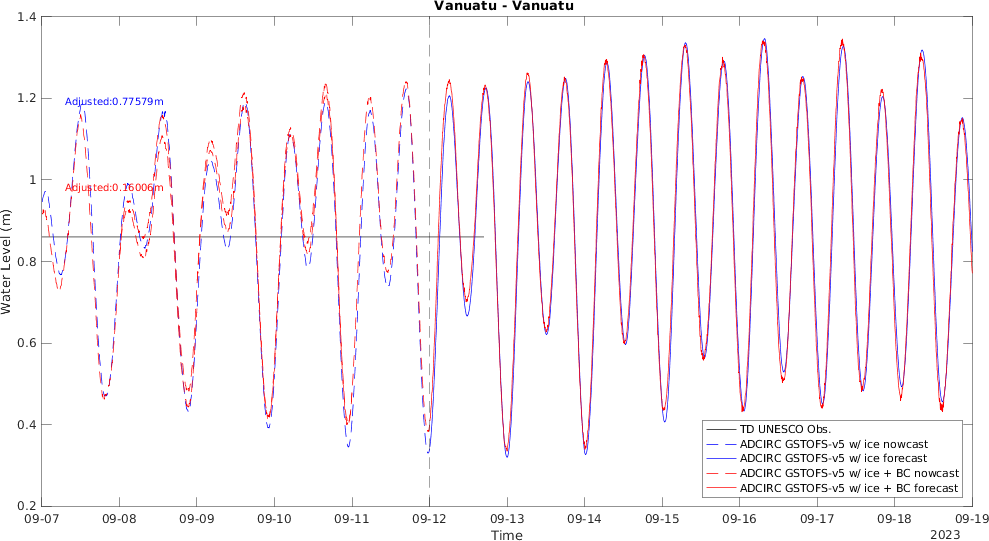 Vanuatu - Vanuatu
Water Level (m)
1.4
1.2
1
0.8
0.6
0.4
0.2
Adjusted:0.77579m
Adjusted:0.16006m
TD UNESCO Obs.
ADCIRC GSTOFS-v5 w/ ice nowcast
ADCIRC GSTOFS-v5 w/ ice forecast
ADCIRC GSTOFS-v5 w/ ice + BC nowcast
ADCIRC GSTOFS-v5 w/ ice + BC forecast
09-07 09-08 09-09 09-10 09-11 09-12 09-13 09-14 09-15 09-16 09-17 09-18 09-19
Time
2023